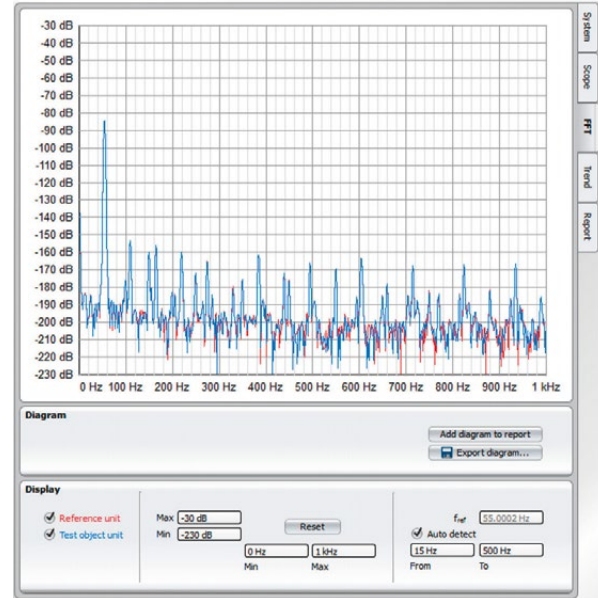 -30 dB
-40 dB
-50 dB
-60 dB
-70 dB
-80 dB
-90 dB
-100 dB
-110 dB
-120 dB
-130 dB
-140 dB
-150 dB
-160 dB
-170 dB
-180 dB
-190 dB
-200 dB
-210 dB
-220 dB
-230 dB
0 Hz 100 Hz 200 Hz 300 Hz 400 Hz 500 Hz 600 Hz 700 Hz 800 Hz 900 Hz 1 kHz
System
Scope
FFT
Trend
Report
Diagram
Add diagram to report
Export diagram...
Display
Reference unit
Test object unit
Max -30 dB
Min -230 dB
Reset
0 Hz 1 kHz
Min Max
fref 55.0002 Hz
Auto detect
15 Hz 500 Hz
From To